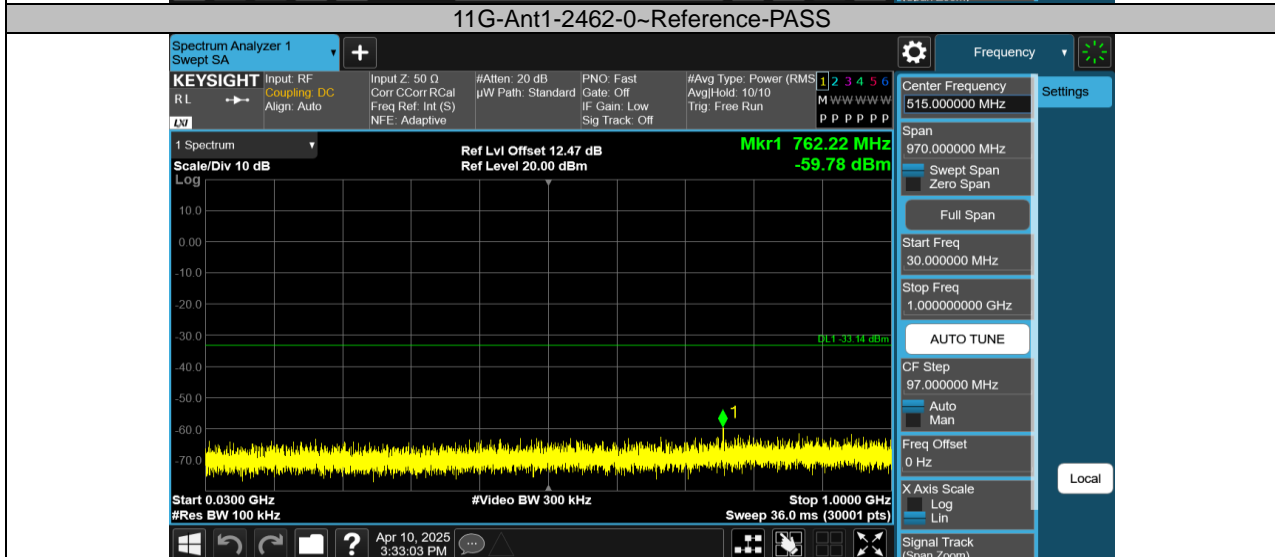 11G-Ant1-2462-0~Reference-PASS
Spectrum Analyzer 1
Swept SA
Frequency
KEYSIGHT
R L
LXI
Input: RF
Coupling: DC
Align: Auto
Input Z: 50 Ω
Corr CCorr RCal
Freq Ref: Int (S)
NFE: Adaptive
#Atten: 20 dB
µW Path: Standard
PNO: Fast
Gate: Off
IF Gain: Low
Sig Track: Off
#Avg Type: Power (RMS
Avg|Hold: 10/10
Trig: Free Run
1 2 3 4 5 6
M W W W W W
P P P P P P
1 Spectrum
Scale/Div 10 dB
Log
Ref Lvl Offset 12.47 dB
Ref Level 20.00 dBm
Mkr1 762.22 MHz
-59.78 dBm
10.0
0.00
-10.0
-20.0
-30.0
-40.0
-50.0
-60.0
-70.0
DL1 -33.14 dBm
1
Start 0.0300 GHz
#Res BW 100 kHz
#Video BW 300 kHz
Stop 1.0000 GHz
Sweep 36.0 ms (30001 pts)
Center Frequency
515.000000 MHz
Settings
Span
970.000000 MHz
Swept Span
Zero Span
Full Span
Start Freq
30.000000 MHz
Stop Freq
1.000000000 GHz
AUTO TUNE
CF Step
97.000000 MHz
Auto
Man
Freq Offset
0 Hz
Local
X Axis Scale
Log
Lin
Signal Track
(Span Zoom)
?
Apr 10, 2025
3:33:03 PM